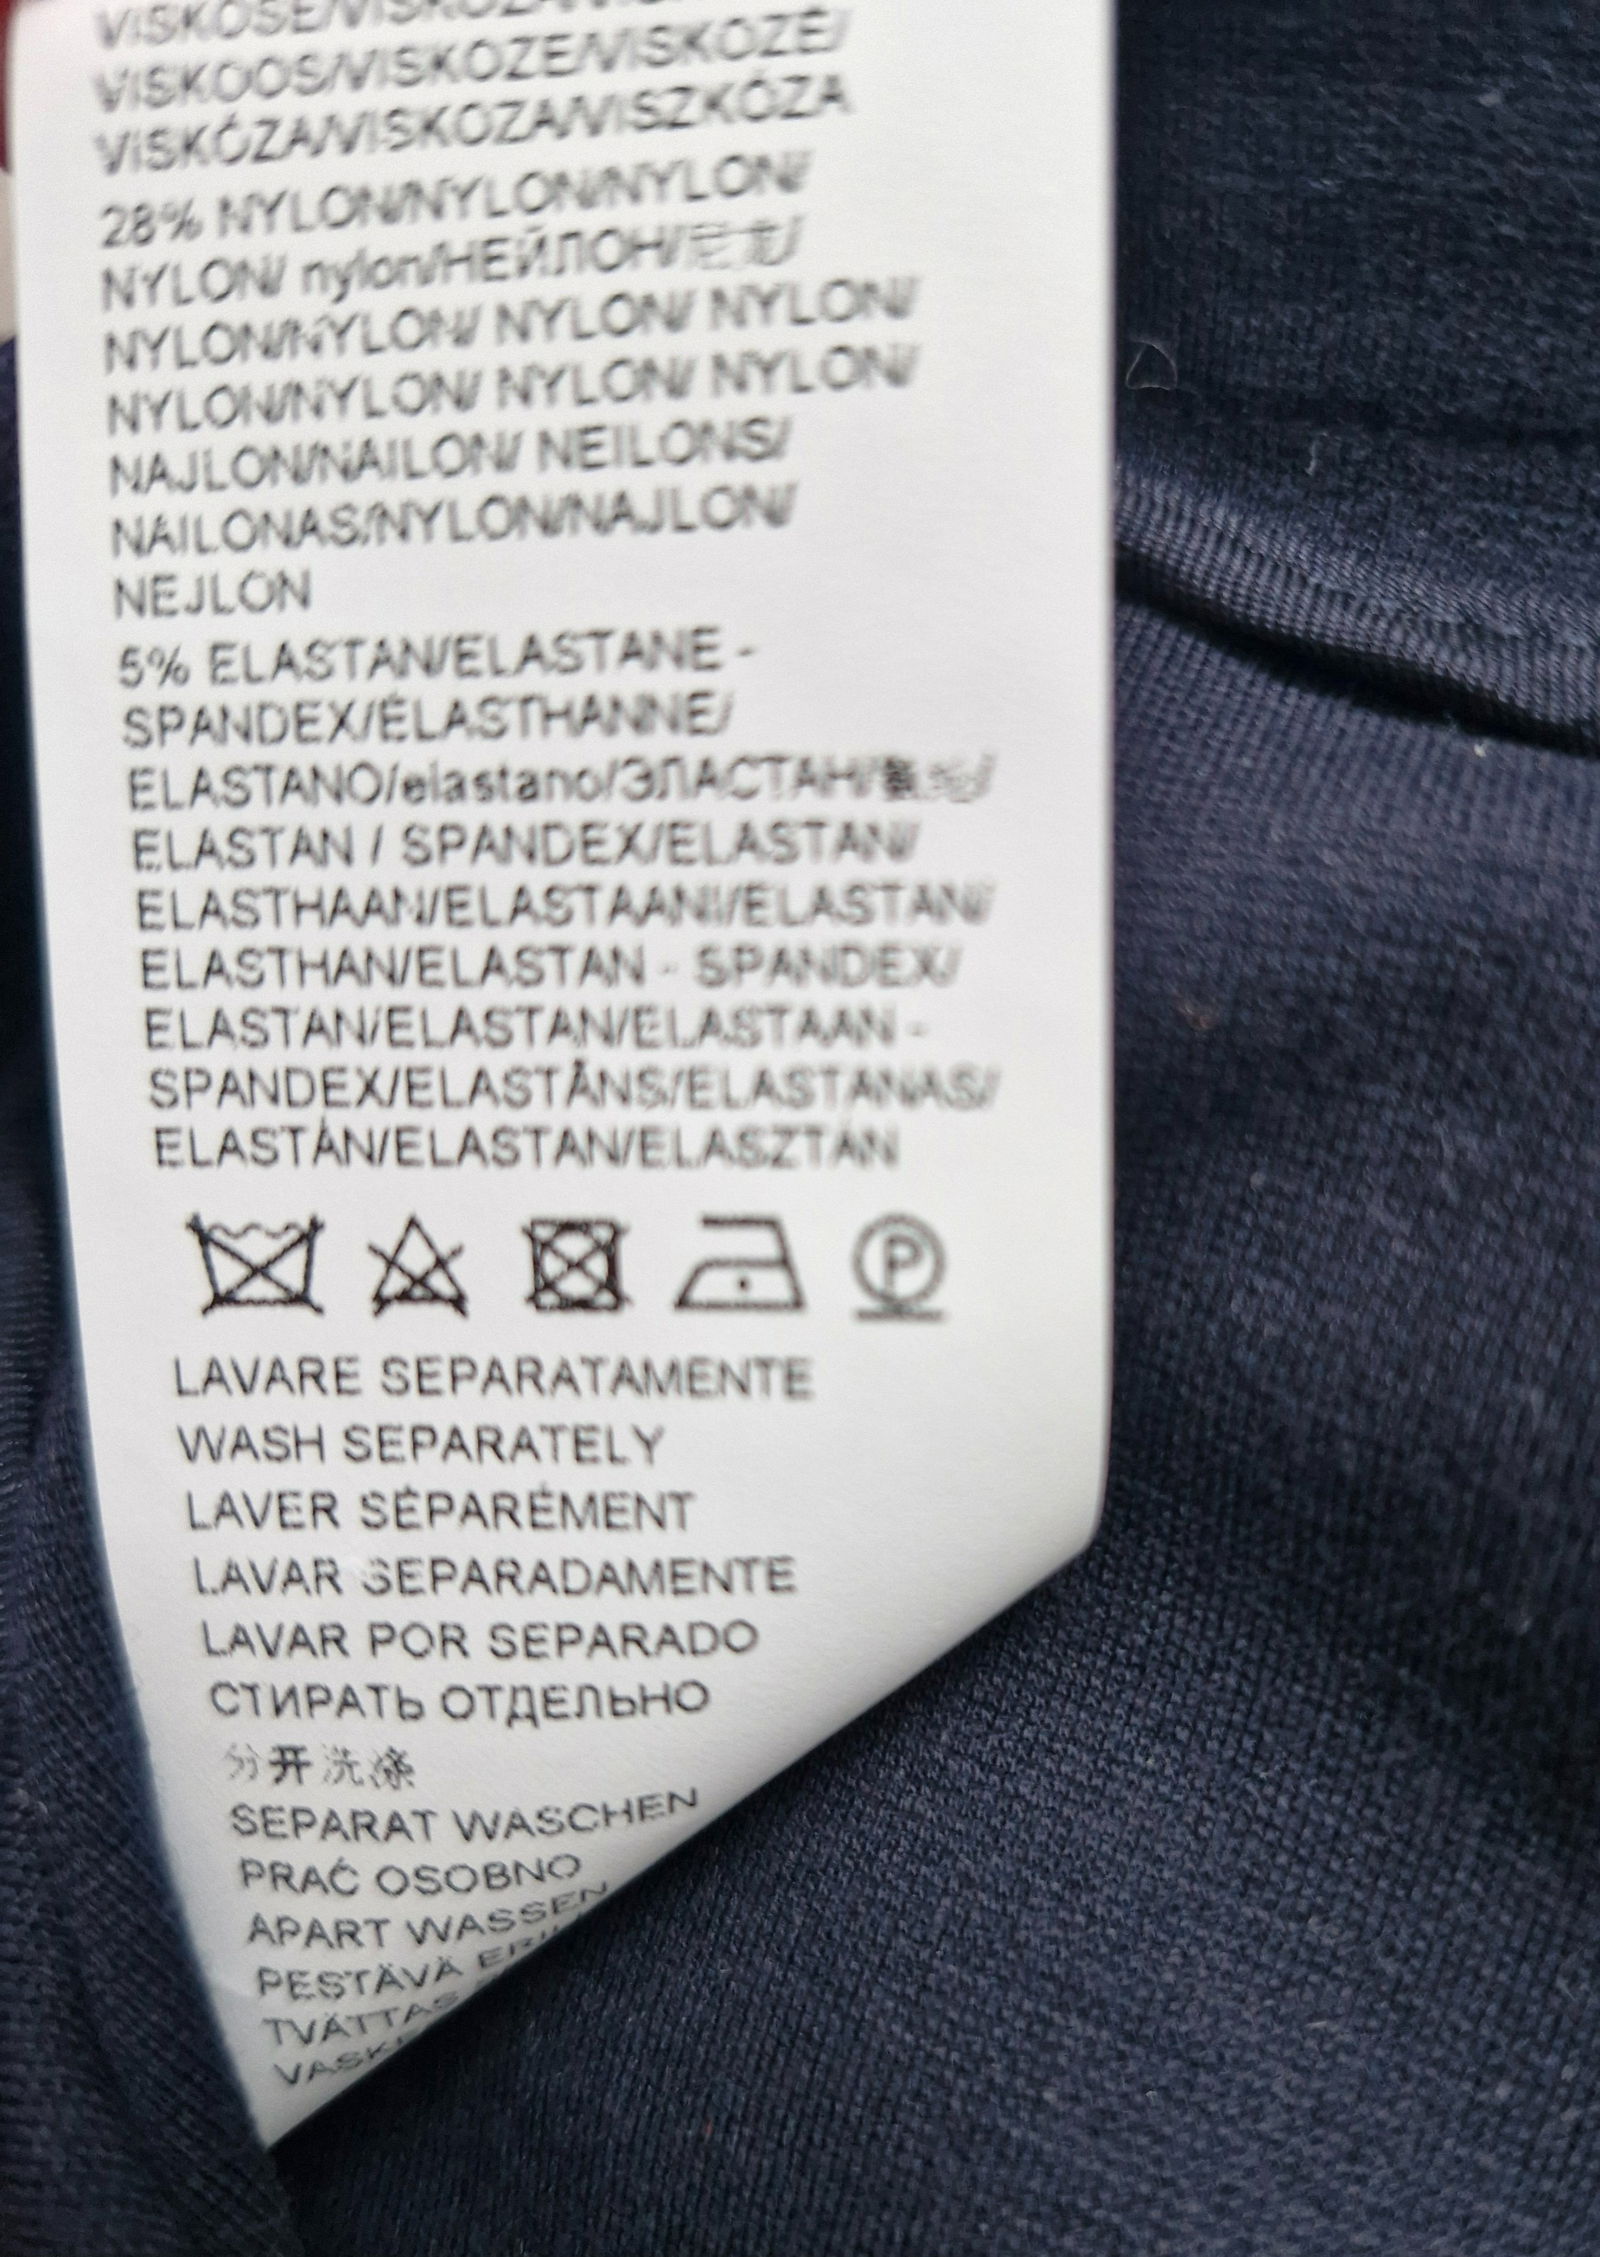 VISKOOS/VISKOZE/VISKOZĖ/
VISKÓZA/VISKOZA/VISZKÓZA
28% NYLON/NYLON/NYLON/
NYLON/ nylon/НЕЙЛОН/尼龙/
NYLON/NYLON/ NYLON/ NYLON/
NYLON/NYLON/ NYLON/ NYLON/
NAJLON/NAILON/ NEILONS/
NAILONAS/NYLON/NAJLON/
NEJLON
5% ELASTAN/ELASTANE -
SPANDEX/ÉLASTHANNE/
ELASTANO/elastano/ЭЛАСТАН/氨纶/
ELASTAN / SPANDEX/ELASTAN/
ELASTHAAN/ELASTAANI/ELASTAN/
ELASTHAN/ELASTAN - SPANDEX/
ELASTAN/ELASTAN/ELASTAAN -
SPANDEX/ELASTĀNS/ELASTANAS/
ELASTÁN/ELASTAN/ELASZTÁN
P
LAVARE SEPARATAMENTE
WASH SEPARATELY
LAVER SÉPARÉMENT
LAVAR SEPARADAMENTE
LAVAR POR SEPARADO
СТИРАТЬ ОТДЕЛЬНО
分开洗涤
SEPARAT WASCHEN
PRAĆ OSOBNO
APART WASSEN
PESTÄVÄ